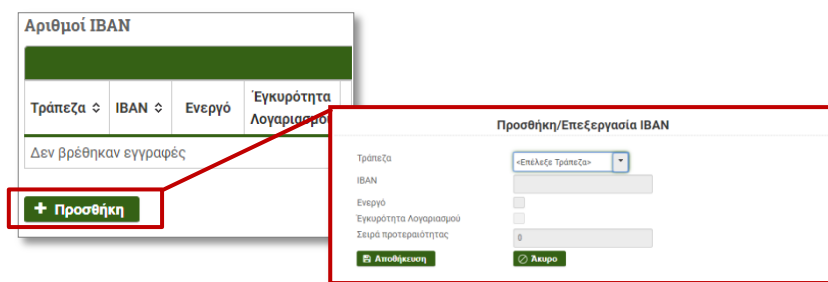 Αριθμοί IBAN
Τράπεζα IBAN Ενεργό Έγκυρότητα Λογαριασμού
Δεν βρέθηκαν εγγραφές
+ Προσθήκη
Προσθήκη/Επεξεργασία IBAN
Τράπεζα <Επέλεξε Τράπεζα>
IBAN
Ενεργό
Έγκυρότητα Λογαριασμού
Σειρά προτεραιότητας 0
Αποθήκευση Άκυρο